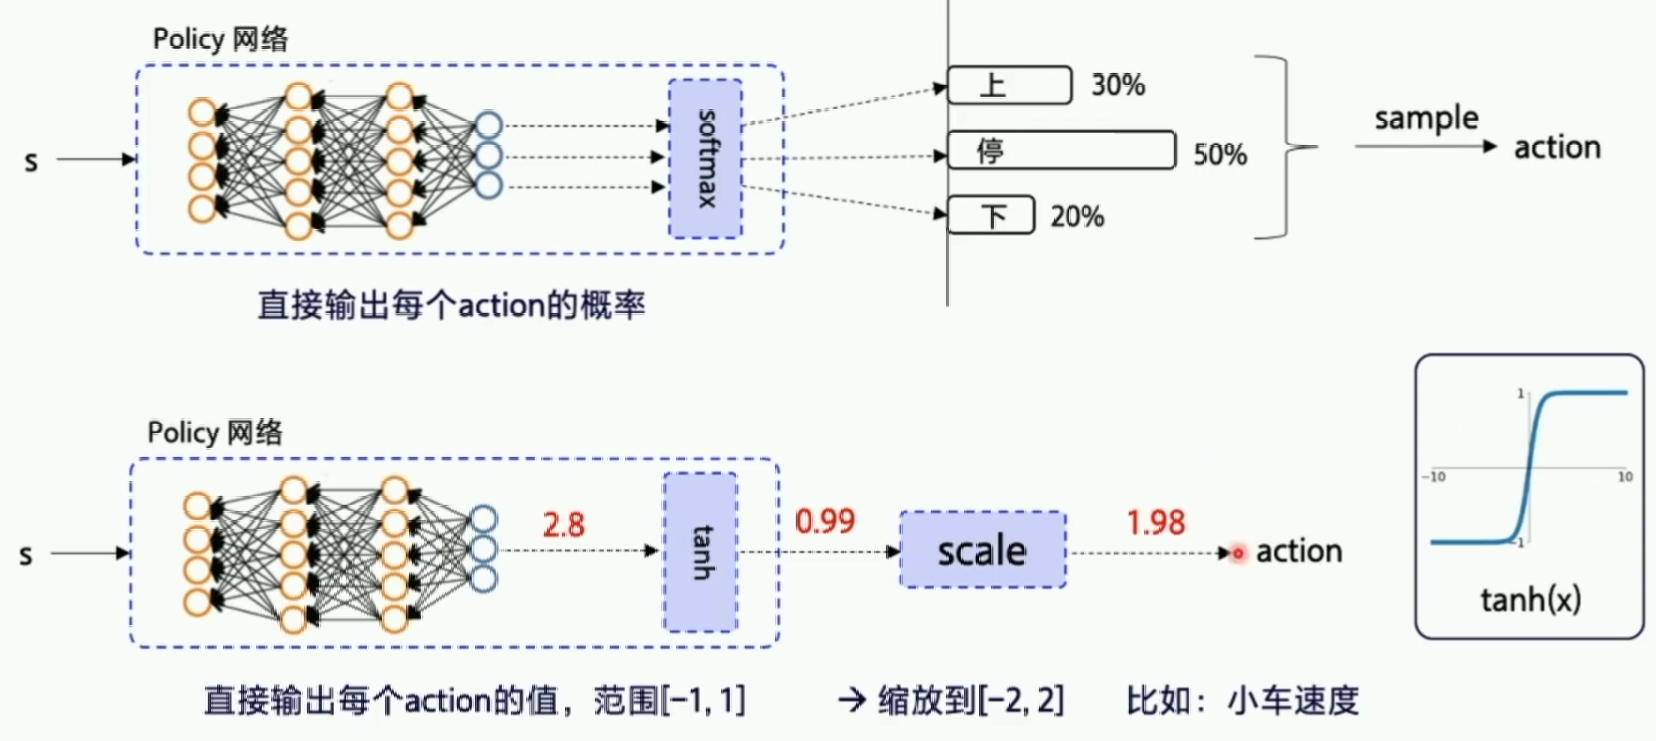 Policy 网络
s
softmax
上 30%
停 50%
下 20%
sample
action
直接输出每个action的概率
Policy 网络
s
2.8
tanh
0.99
scale
1.98
action
1
-10
10
-1
tanh(x)
直接输出每个action的值，范围[−1, 1] → 缩放到[−2, 2] 比如：小车速度